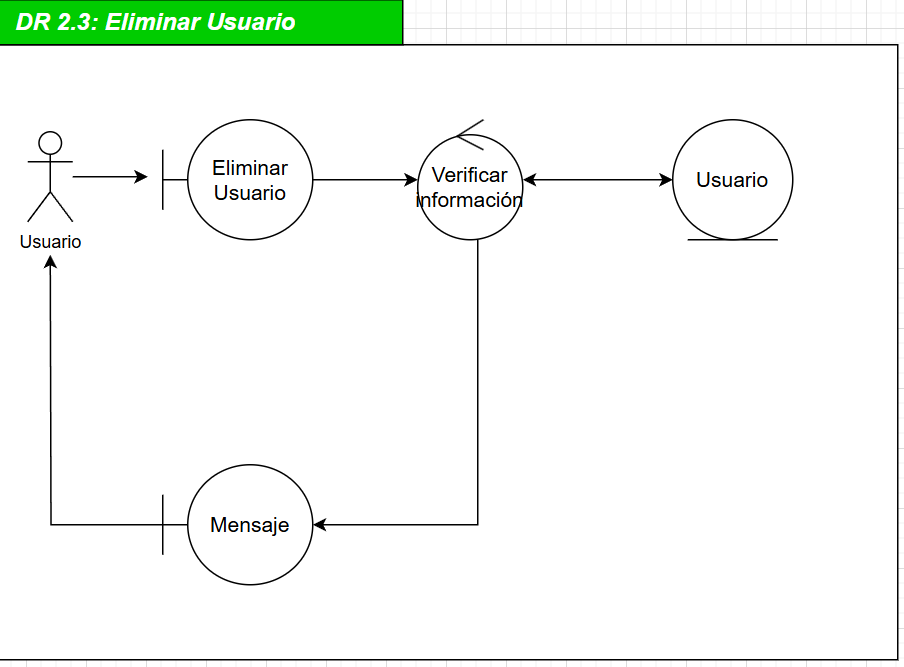 DR 2.3: Eliminar Usuario
Eliminar
Usuario
Verificar
información
Usuario
Usuario
Mensaje